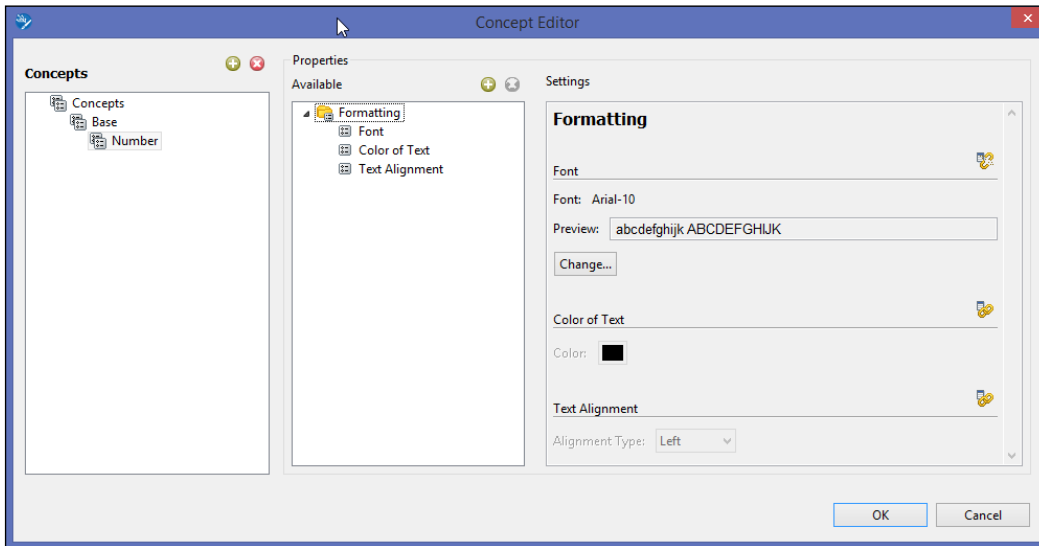 Concept Editor
Concepts
Concepts
Base
Number
Properties
Available
Formatting
Font
Color of Text
Text Alignment
Settings
Formatting
Font
Font: Arial-10
Preview: abcdefghijk ABCDEFGHIJK
Change...
Color of Text
Color:
Text Alignment
Alignment Type: Left
OK Cancel